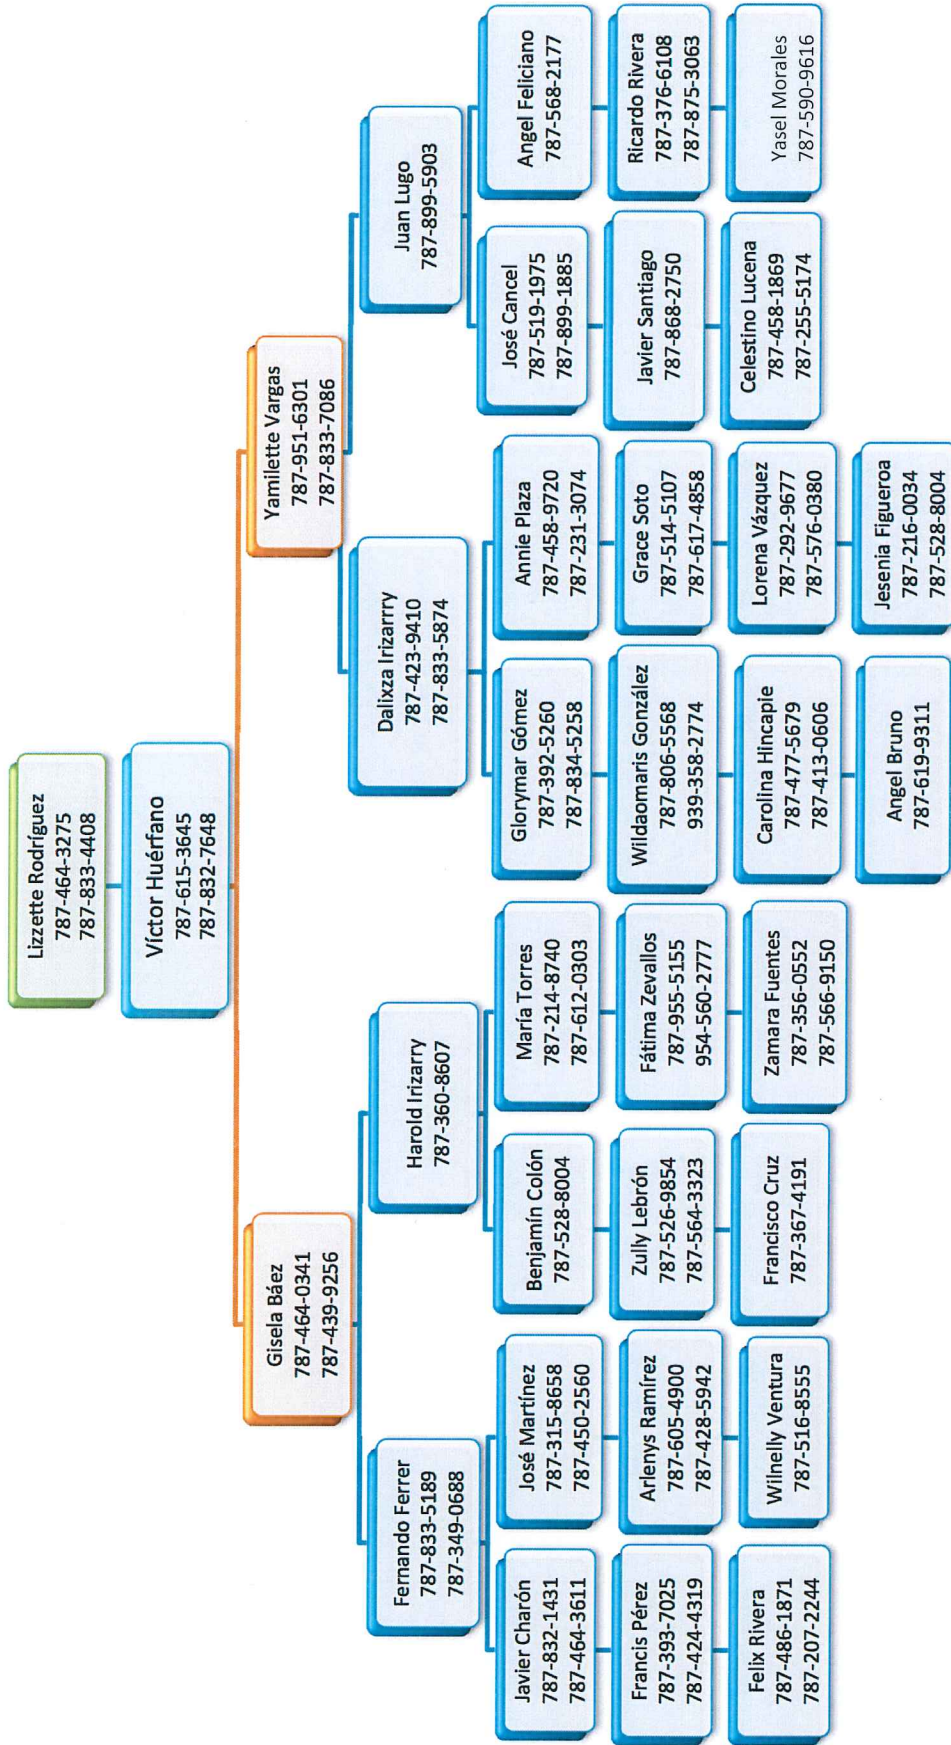 Lizzette Rodríguez
787-464-3275
787-833-4408
Víctor Huérfano
787-615-3645
787-832-7648
Gisela Báez
787-464-0341
787-439-9256
Yamilette Vargas
787-951-6301
787-833-7086
Fernando Ferrer
787-833-5189
787-349-0688
Harold Irizarry
787-360-8607
Dalixza Irizarrry
787-423-9410
787-833-5874
Juan Lugo
787-899-5903
Javier Charón
787-832-1431
787-464-3611
José Martínez
787-315-8658
787-450-2560
Benjamín Colón
787-528-8004
María Torres
787-214-8740
787-612-0303
Glorymar Gómez
787-392-5260
787-834-5258
Annie Plaza
787-458-9720
787-231-3074
José Cancel
787-519-1975
787-899-1885
Angel Feliciano
787-568-2177
Francis Pérez
787-393-7025
787-424-4319
Arlenys Ramírez
787-605-4900
787-428-5942
Zully Lebrón
787-526-9854
787-564-3323
Fátima Zevallos
787-955-5155
954-560-2777
Wildaomaris González
787-806-5568
939-358-2774
Grace Soto
787-514-5107
787-617-4858
Javier Santiago
787-868-2750
Ricardo Rivera
787-376-6108
787-875-3063
Felix Rivera
787-486-1871
787-207-2244
Wilnelly Ventura
787-516-8555
Francisco Cruz
787-367-4191
Zamara Fuentes
787-356-0552
787-566-9150
Carolina Hincapie
787-477-5679
787-413-0606
Lorena Vázquez
787-292-9677
787-576-0380
Celestino Lucena
787-458-1869
787-255-5174
Yasel Morales
787-590-9616
Angel Bruno
787-619-9311
Jesenia Figueroa
787-216-0034
787-528-8004